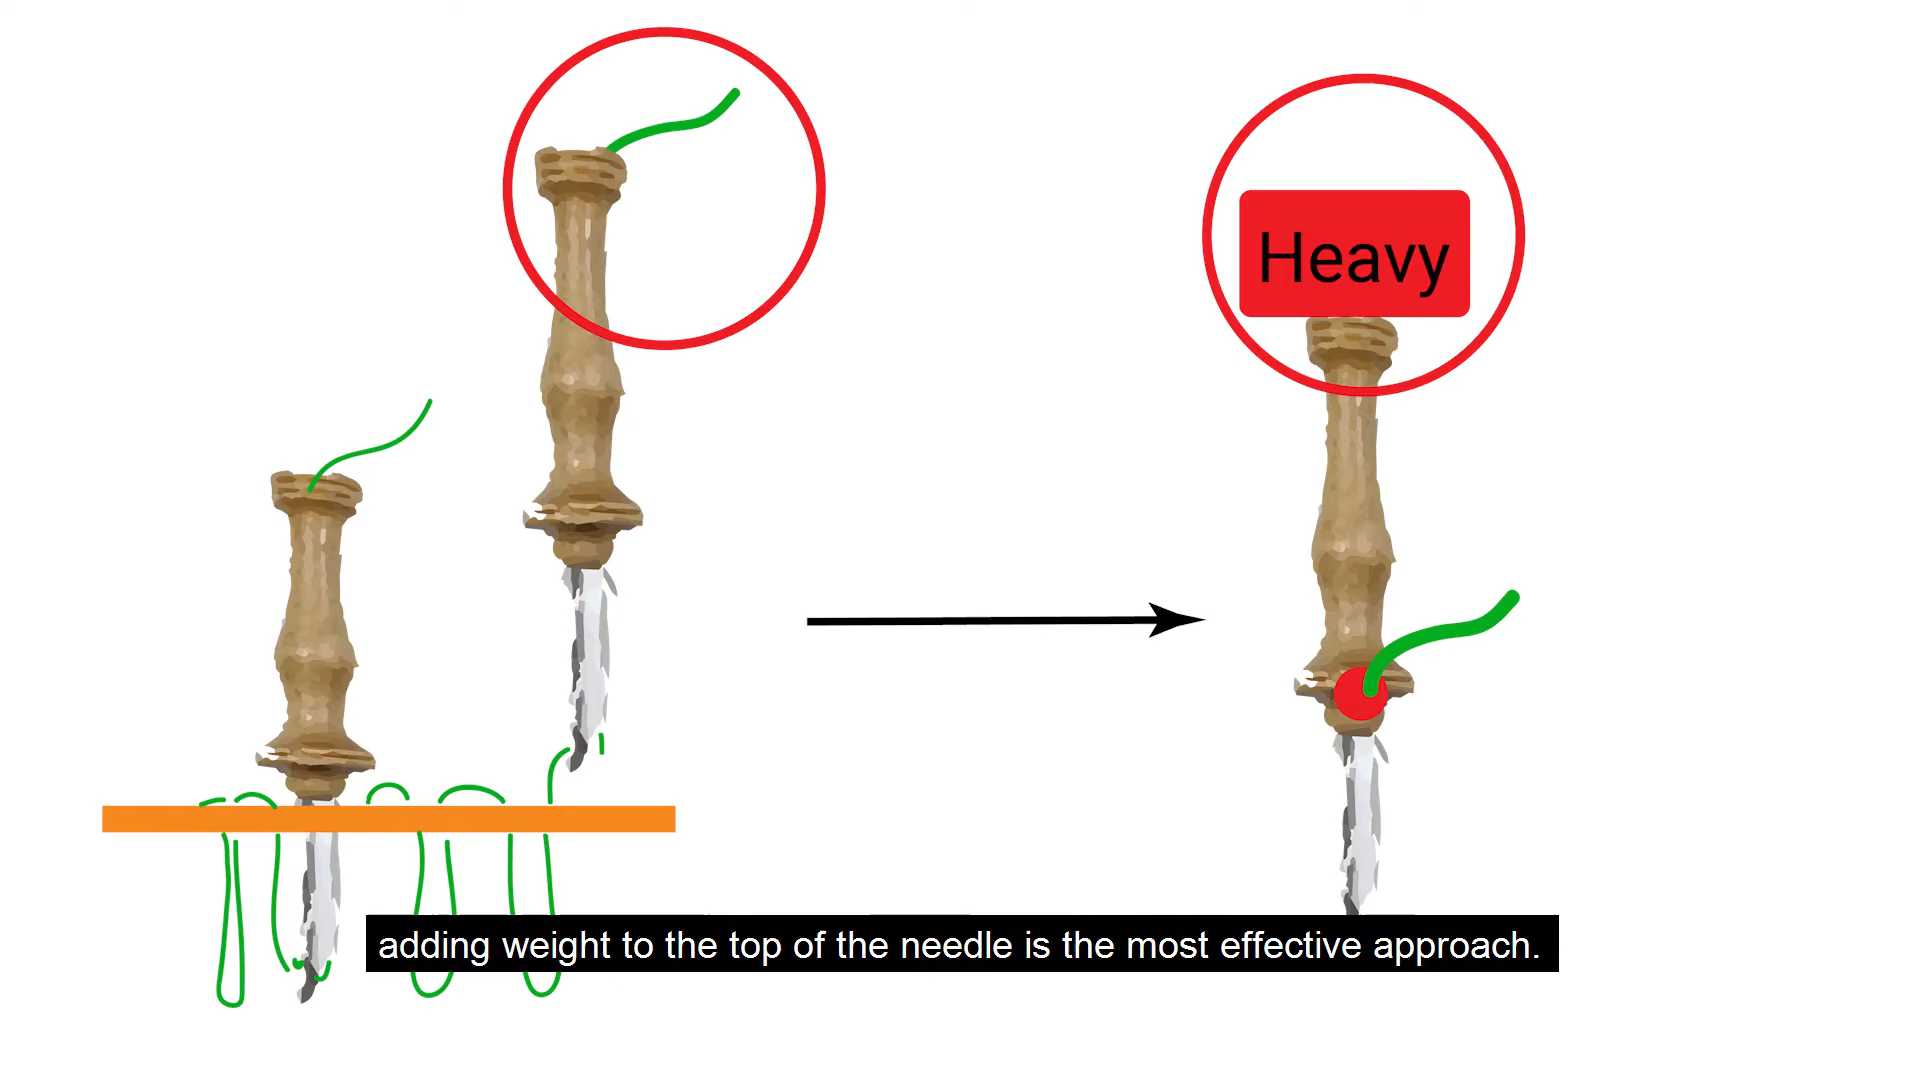 Heavy
adding weight to the top of the needle is the most effective approach.